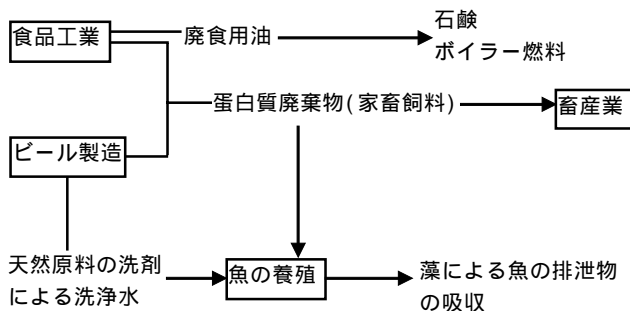 石鹸
食品工業
廃食用油
ボイラー燃料
蛋白質廃棄物(家畜飼料)
畜産業
ビール製造
天然原料の洗剤
による洗浄水
魚の養殖
藻による魚の排泄物
の吸収